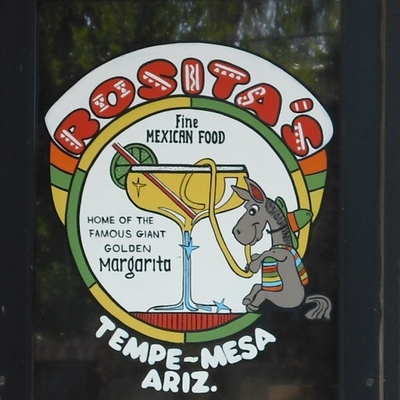 ROSITA'S
Fine
MEXICAN FOOD
HOME OF THE
FAMOUS GIANT
GOLDEN
Margarita
TEMPE~MESA
ARIZ.